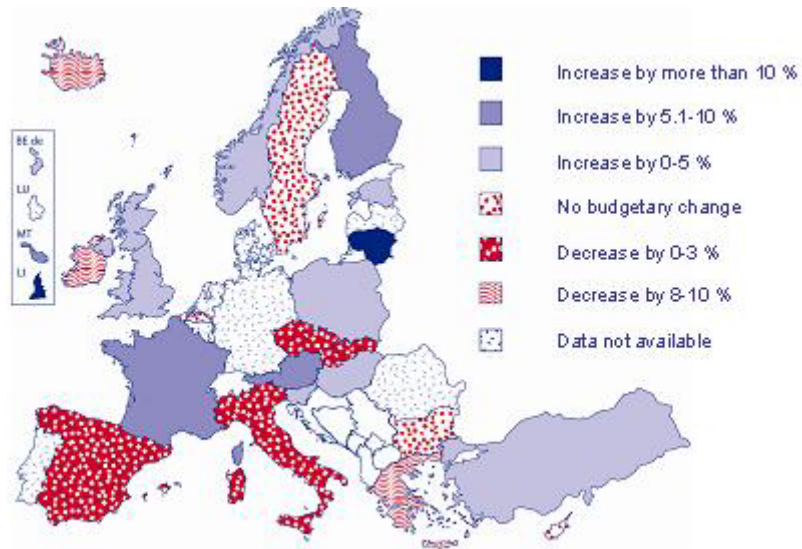 Increase by more than 10 %
Increase by 5.1-10 %
Increase by 0-5 %
No budgetary change
Decrease by 0-3 %
Decrease by 8-10 %
Data not available
BE de
LU
MT
LI